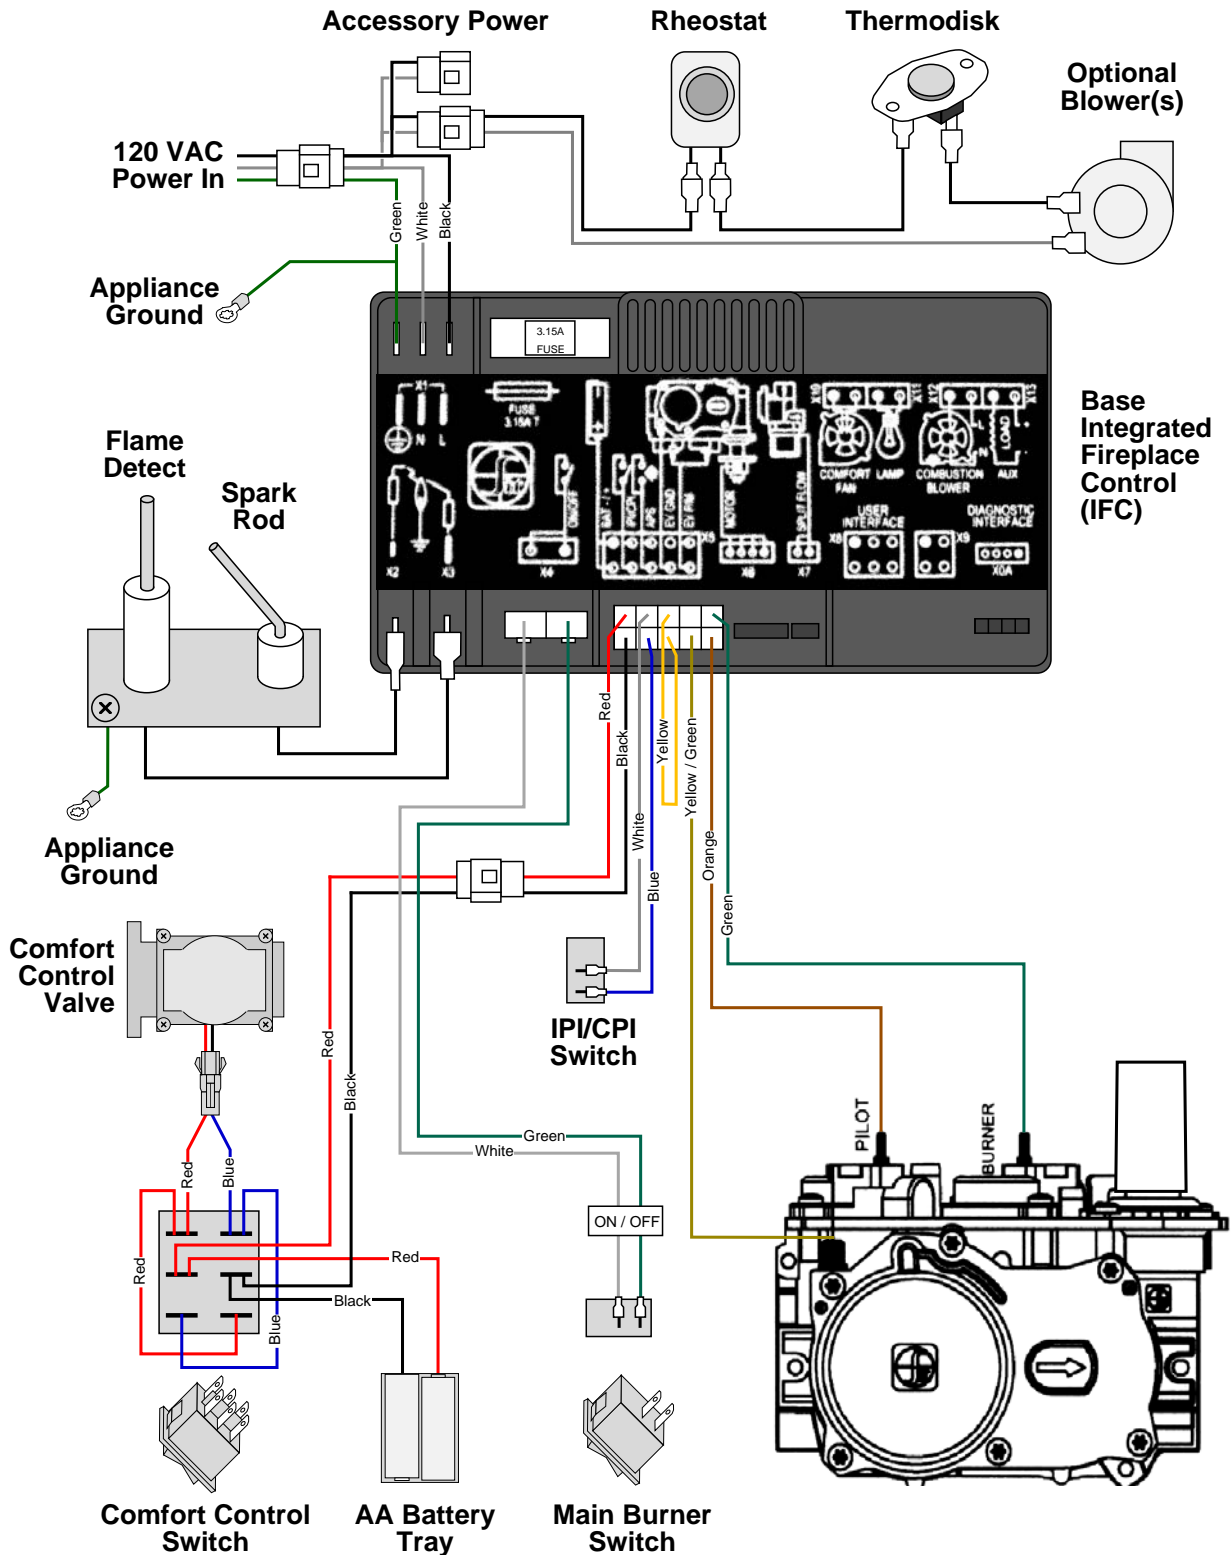 Accessory Power
Rheostat
Thermodisk
Optional
Blower(s)
120 VAC
Power In
Green
White
Black
Appliance
Ground
3.15A
FUSE
X1
N
L
FUSE
3.15A T
X2
X3
ON/OFF
X4
BAT - / +
IPI/CPI
APS
EV GND
EV P/M
X5
MOTOR
X6
SPLIT FLOW
X7
X10
X11
COMFORT
FAN
LAMP
X12
X13
L
N
+
-
LOAD
COMBUSTION
BLOWER
AUX
USER
INTERFACE
X8
X9
DIAGNOSTIC
INTERFACE
X0A
Base
Integrated
Fireplace
Control
(IFC)
Flame
Detect
Spark
Rod
Appliance
Ground
Red
Black
White
Blue
Yellow
Yellow / Green
Orange
Green
Comfort
Control
Valve
IPI/CPI
Switch
Red
Black
Green
White
Red
Blue
Red
Blue
Red
Black
ON / OFF
PILOT
BURNER
Comfort Control
Switch
AA Battery
Tray
Main Burner
Switch